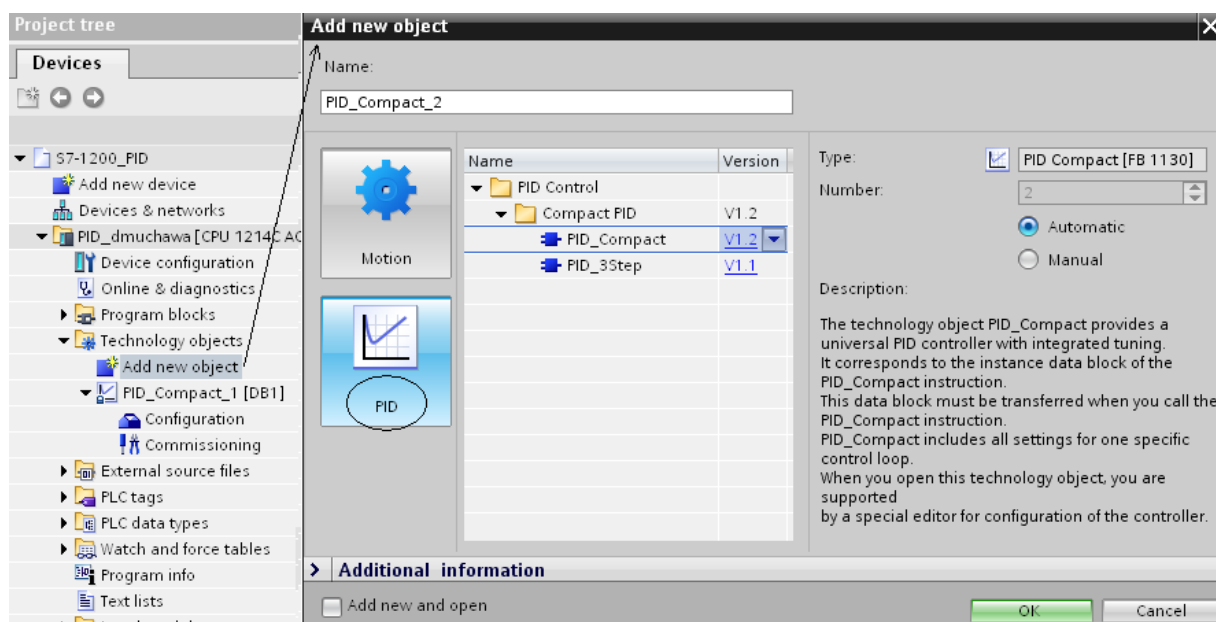 Project tree
Devices
S7-1200_PID
Add new device
Devices & networks
PID_dmuchawa [CPU 1214C AC
Device configuration
Online & diagnostics
Program blocks
Technology objects
Add new object
PID_Compact_1 [DB1]
Configuration
Commissioning
External source files
PLC tags
PLC data types
Watch and force tables
Program info
Text lists
Add new object
Name:
PID_Compact_2
Motion
PID
Name Version
PID Control
Compact PID V1.2
PID_Compact V1.2
PID_3Step V1.1
Type: PID Compact [FB 1130]
Number: 2
Automatic
Manual
Description:
The technology object PID_Compact provides a
universal PID controller with integrated tuning.
It corresponds to the instance data block of the
PID_Compact instruction.
This data block must be transferred when you call the
PID_Compact instruction.
PID_Compact includes all settings for one specific
control loop.
When you open this technology object, you are
supported
by a special editor for configuration of the controller.
Additional information
Add new and open
OK Cancel